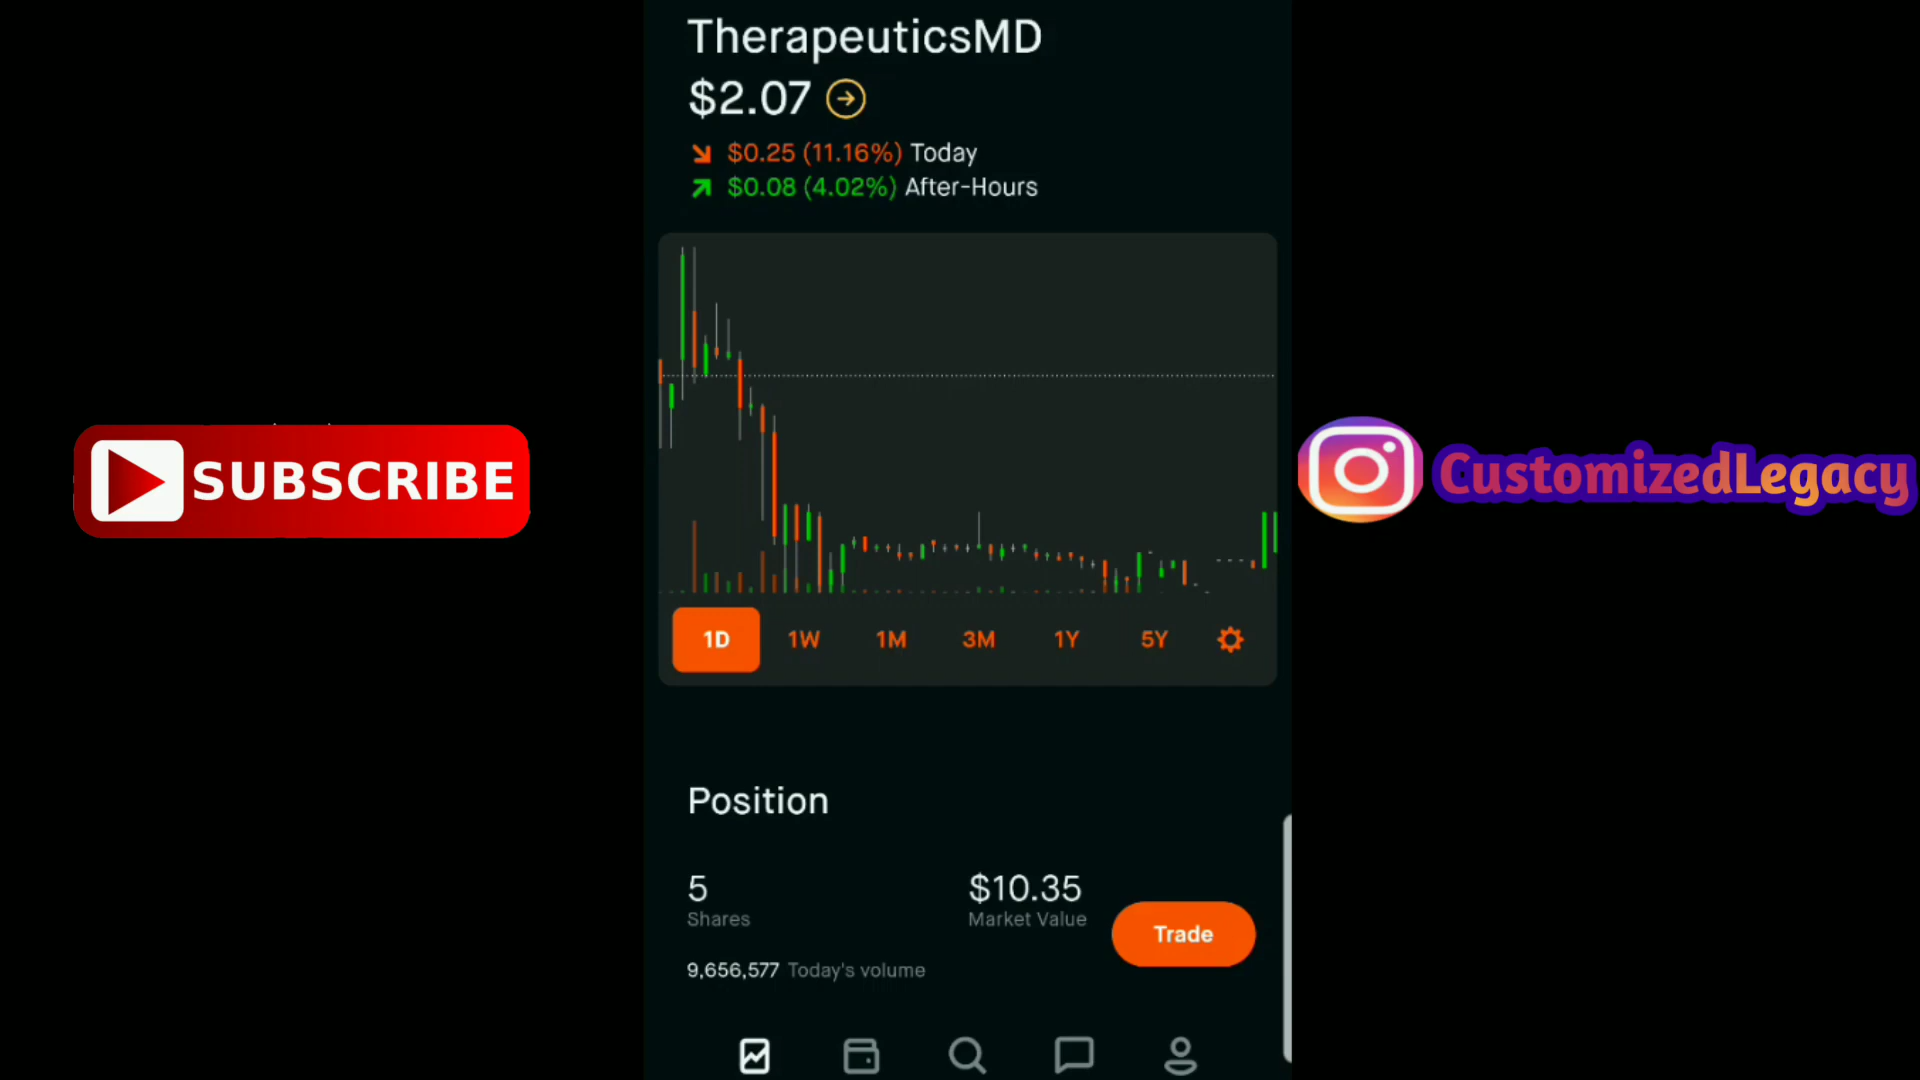 TherapeuticsMD
$2.07
$0.25 (11.16%) Today
$0.08 (4.02%) After-Hours
SUBSCRIBE
CustomizedLegacy
1D 1W 1M 3M 1Y 5Y
Position
5 $10.35
Shares Market Value
Trade
9,656,577 Today's volume